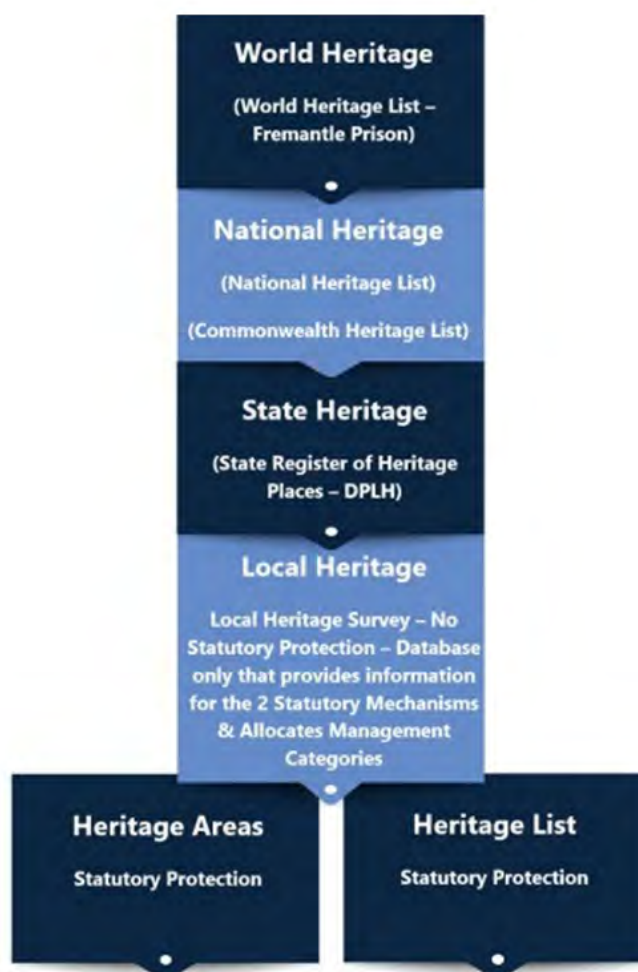 World Heritage
(World Heritage List –
Fremantle Prison)
National Heritage
(National Heritage List)
(Commonwealth Heritage List)
State Heritage
(State Register of Heritage
Places – DPLH)
Local Heritage
Local Heritage Survey – No
Statutory Protection – Database
only that provides information
for the 2 Statutory Mechanisms
& Allocates Management
Categories
Heritage Areas
Statutory Protection
Heritage List
Statutory Protection